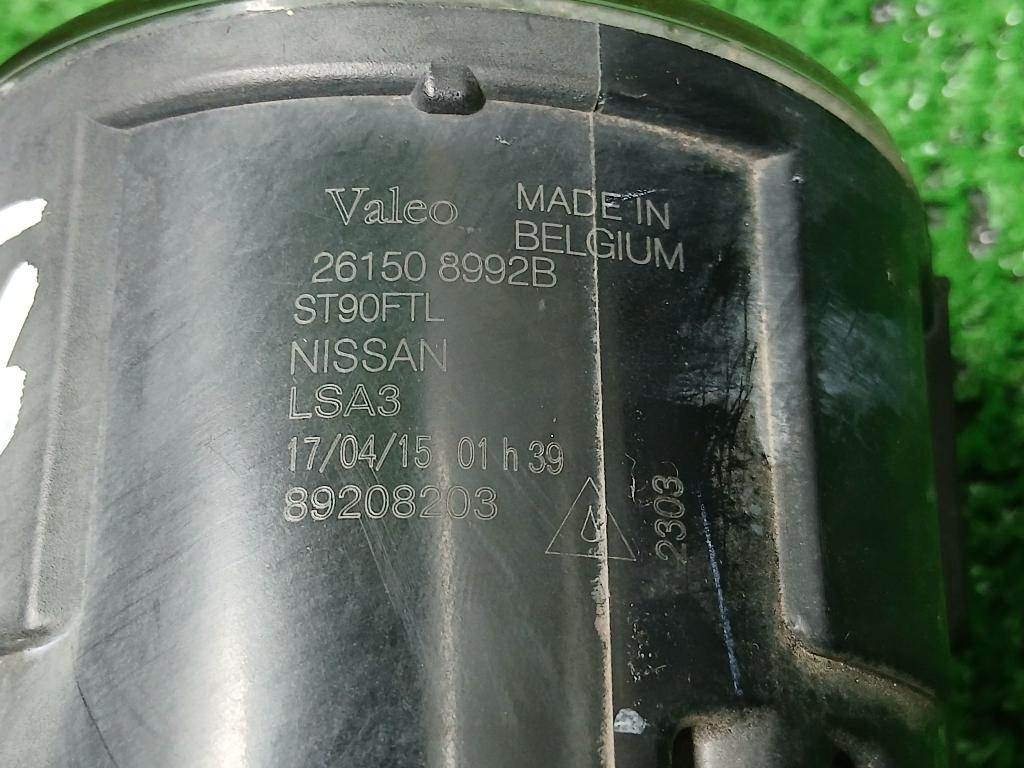 Valeo
MADE IN
BELGIUM
26150 8992B
ST90FTL
NISSAN
LSA3
17/04/15 01 h 39
89208203
2303